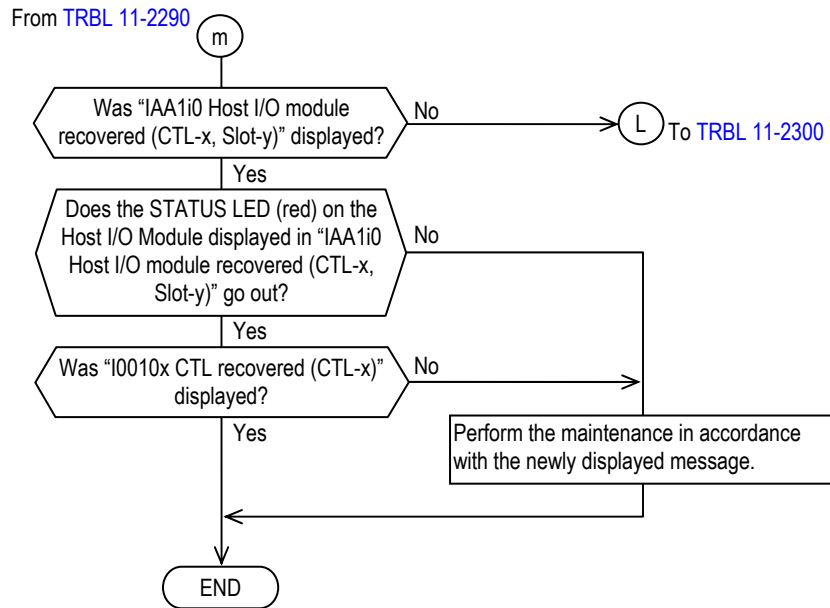 From TRBL 11-2290
m
Was “IAA1i0 Host I/O module
recovered (CTL-x, Slot-y)” displayed?
No
L
To TRBL 11-2300
Yes
Does the STATUS LED (red) on the
Host I/O Module displayed in “IAA1i0
Host I/O module recovered (CTL-x,
Slot-y)” go out?
No
Yes
Was “I0010x CTL recovered (CTL-x)”
displayed?
No
Yes
Perform the maintenance in accordance
with the newly displayed message.
END